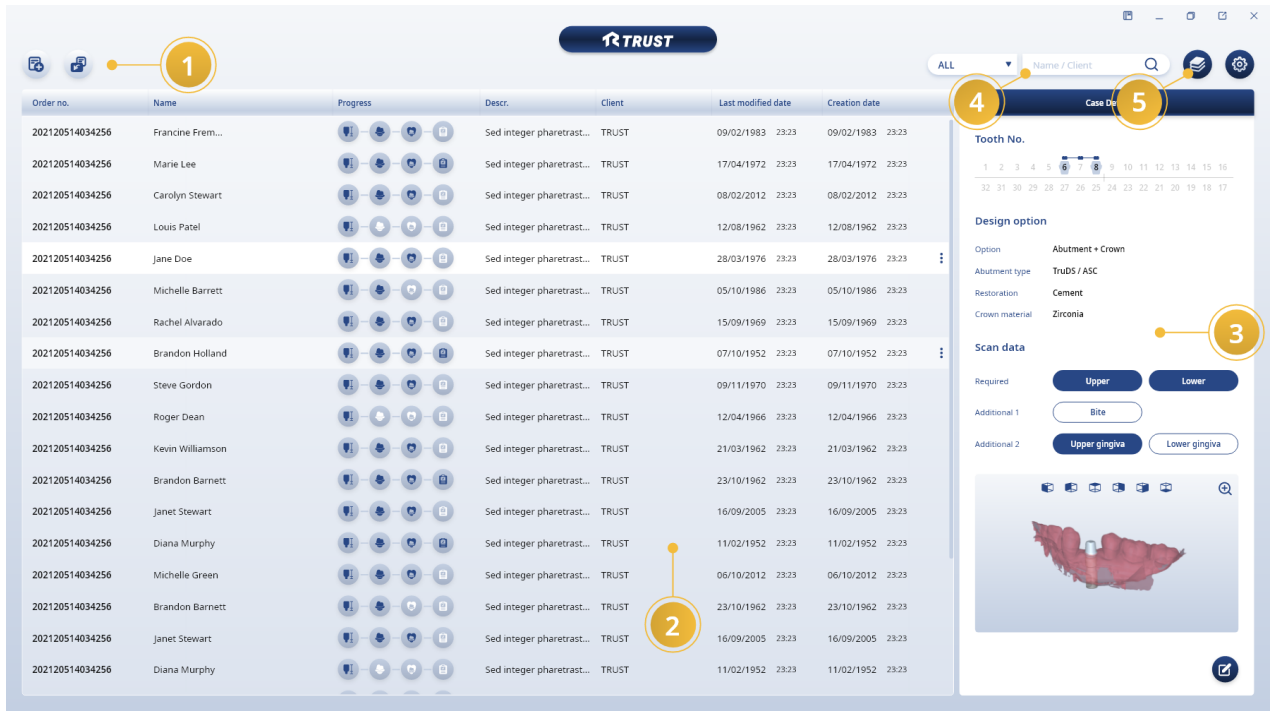 TRUST
1
ALL
Name / Client
4
5
Order no. Name Progress Descr. Client Last modified date Creation date
Case De
202120514034256 Francine Frem... Sed integer pharetrast... TRUST 09/02/1983 23:23 09/02/1983 23:23
202120514034256 Marie Lee Sed integer pharetrast... TRUST 17/04/1972 23:23 17/04/1972 23:23
202120514034256 Carolyn Stewart Sed integer pharetrast... TRUST 08/02/2012 23:23 08/02/2012 23:23
202120514034256 Louis Patel Sed integer pharetrast... TRUST 12/08/1962 23:23 12/08/1962 23:23
202120514034256 Jane Doe Sed integer pharetrast... TRUST 28/03/1976 23:23 28/03/1976 23:23
202120514034256 Michelle Barrett Sed integer pharetrast... TRUST 05/10/1986 23:23 05/10/1986 23:23
202120514034256 Rachel Alvarado Sed integer pharetrast... TRUST 15/09/1969 23:23 15/09/1969 23:23
202120514034256 Brandon Holland Sed integer pharetrast... TRUST 07/10/1952 23:23 07/10/1952 23:23
202120514034256 Steve Gordon Sed integer pharetrast... TRUST 09/11/1970 23:23 09/11/1970 23:23
202120514034256 Roger Dean Sed integer pharetrast... TRUST 12/04/1966 23:23 12/04/1966 23:23
202120514034256 Kevin Williamson Sed integer pharetrast... TRUST 21/03/1962 23:23 21/03/1962 23:23
202120514034256 Brandon Barnett Sed integer pharetrast... TRUST 23/10/1962 23:23 23/10/1962 23:23
202120514034256 Janet Stewart Sed integer pharetrast... TRUST 16/09/2005 23:23 16/09/2005 23:23
202120514034256 Diana Murphy Sed integer pharetrast... TRUST 11/02/1952 23:23 11/02/1952 23:23
202120514034256 Michelle Green Sed integer pharetrast... TRUST 06/10/2012 23:23 06/10/2012 23:23
202120514034256 Brandon Barnett Sed integer pharetrast... TRUST 23/10/1962 23:23 23/10/1962 23:23
202120514034256 Janet Stewart Sed integer pharetrast... TRUST 16/09/2005 23:23 16/09/2005 23:23
202120514034256 Diana Murphy Sed integer pharetrast... TRUST 11/02/1952 23:23 11/02/1952 23:23
2
Tooth No.
1 2 3 4 5 6 7 8 9 10 11 12 13 14 15 16
32 31 30 29 28 27 26 25 24 23 22 21 20 19 18 17
Design option
Option Abutment + Crown
Abutment type TruDS / ASC
Restoration Cement
Crown material Zirconia
3
Scan data
Required Upper Lower
Additional 1 Bite
Additional 2 Upper gingiva Lower gingiva